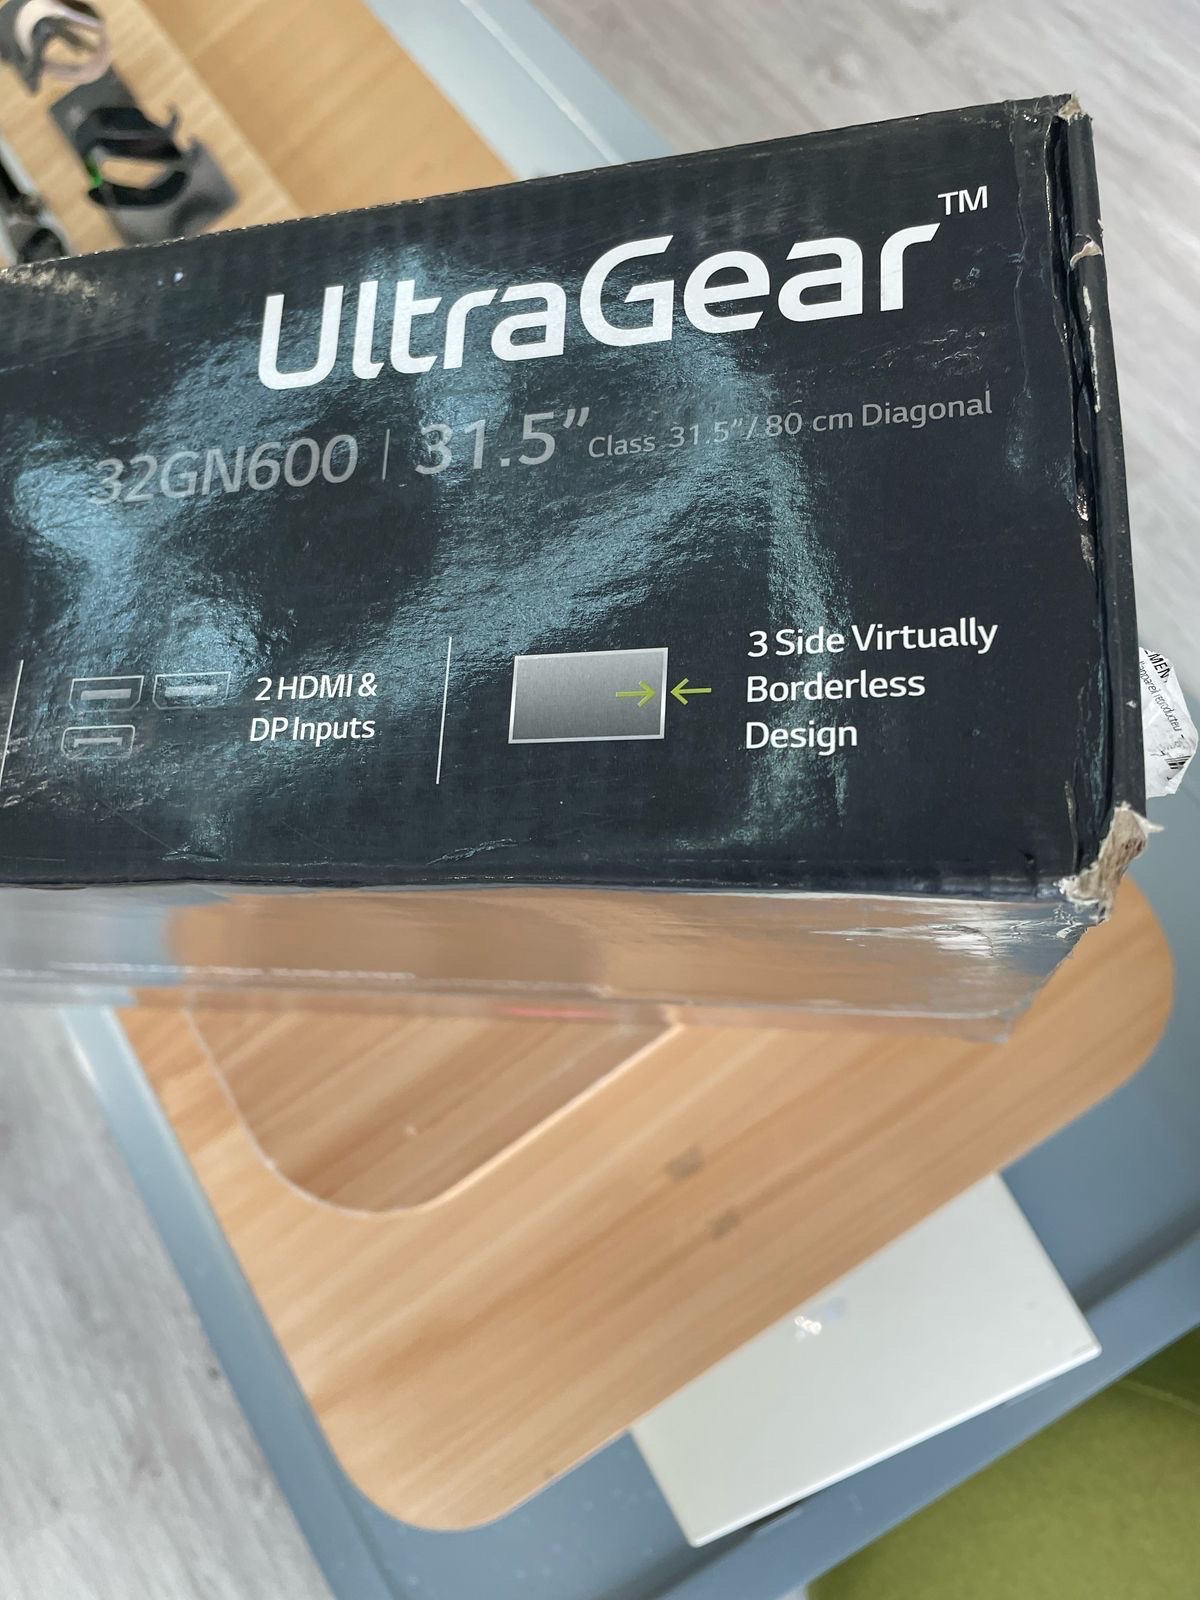 UltraGear™
32GN600 | 31.5” Class 31.5”/ 80 cm Diagonal
2 HDMI &
DP Inputs
3 Side Virtually
Borderless
Design